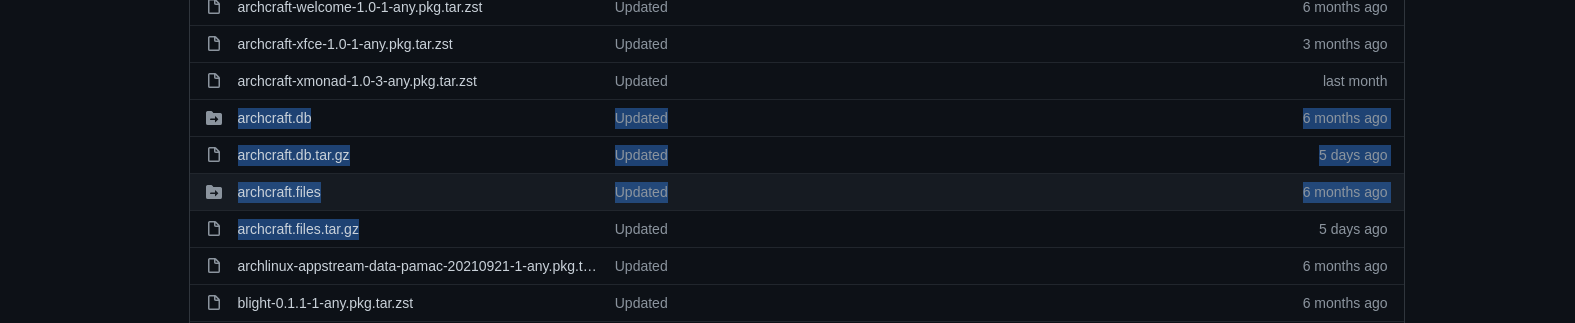 archcraft-welcome-1.0-1-any.pkg.tar.zst Updated 6 months ago
archcraft-xfce-1.0-1-any.pkg.tar.zst Updated 3 months ago
archcraft-xmonad-1.0-3-any.pkg.tar.zst Updated last month
archcraft.db Updated 6 months ago
archcraft.db.tar.gz Updated 5 days ago
archcraft.files Updated 6 months ago
archcraft.files.tar.gz Updated 5 days ago
archlinux-appstream-data-pamac-20210921-1-any.pkg.t… Updated 6 months ago
blight-0.1.1-1-any.pkg.tar.zst Updated 6 months ago